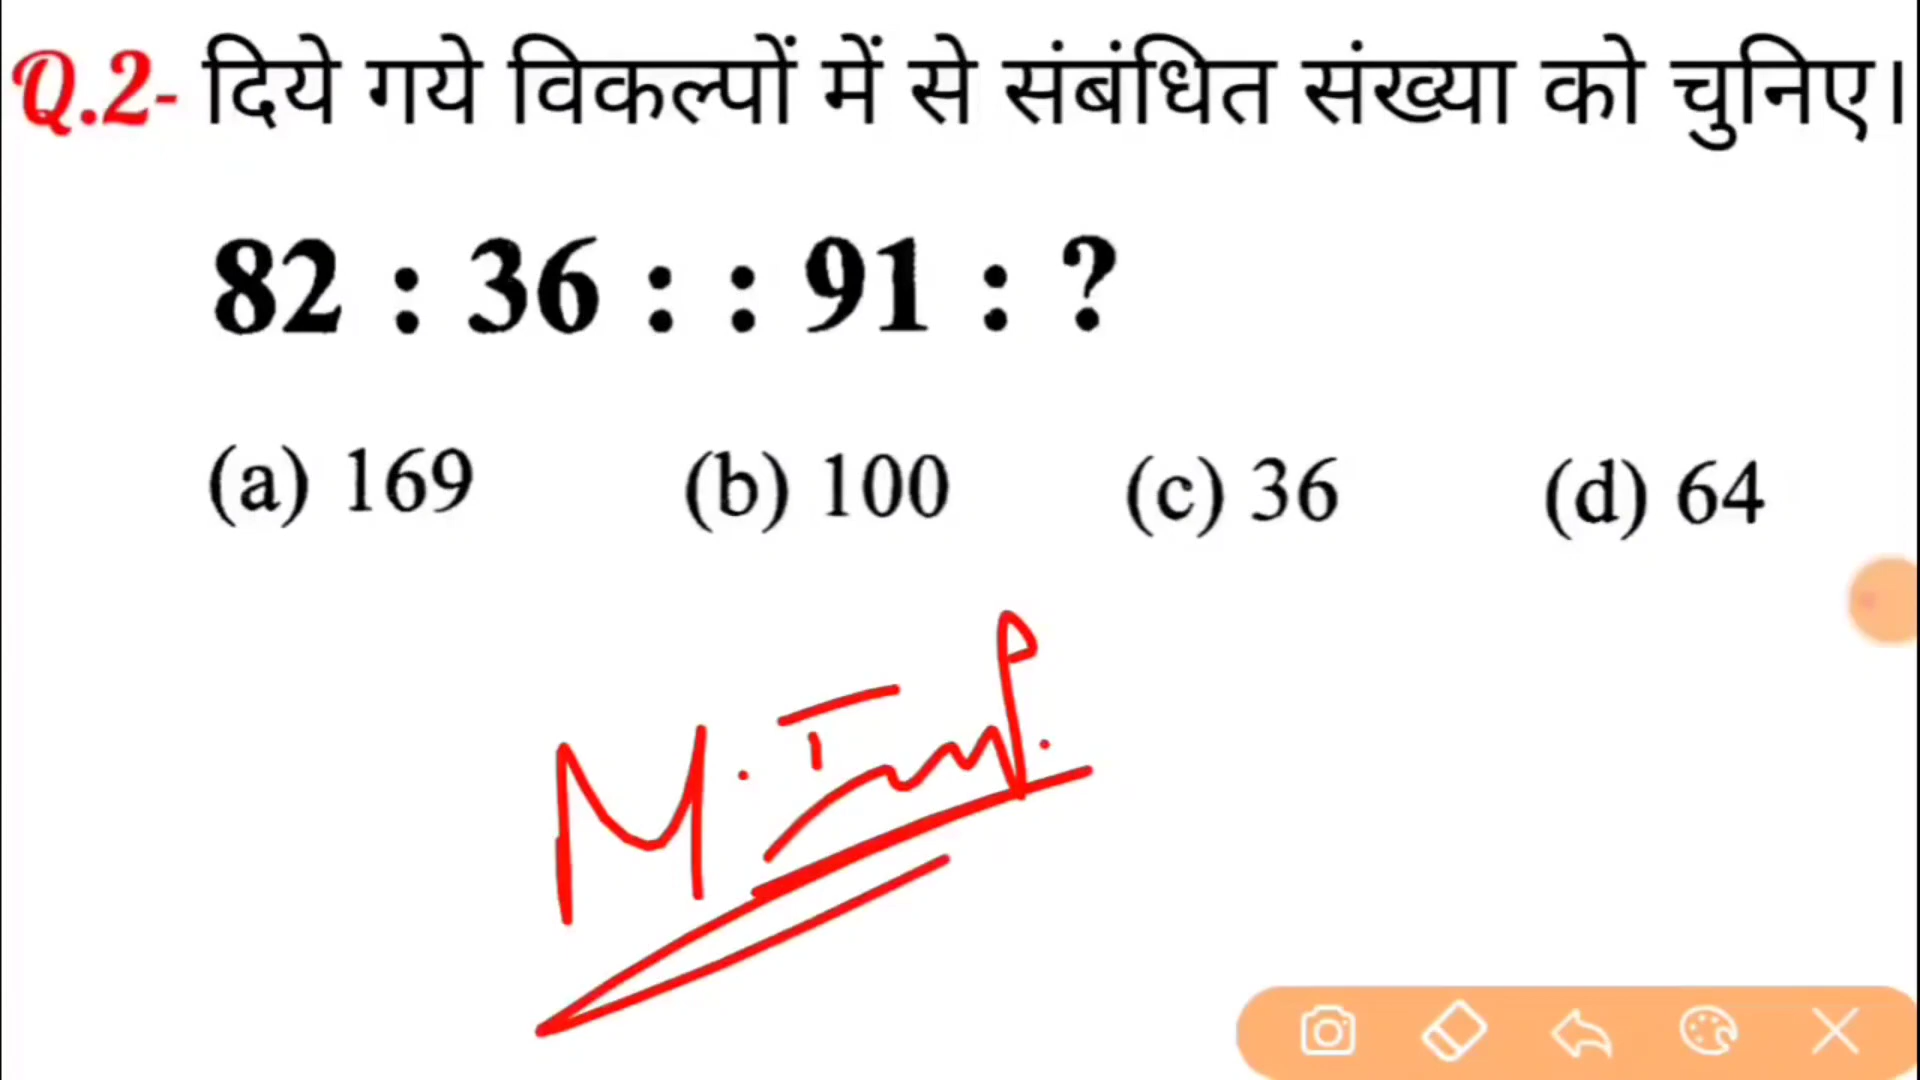 Q.2- दिये गये विकल्पों में से संबंधित संख्या को चुनिए।
82 : 36 : : 91 : ?
(a) 169 (b) 100 (c) 36 (d) 64
M. Imp.